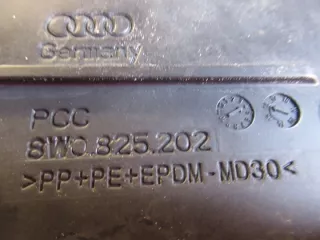 Germany
PCC
8W0.825.202
>PP+PE+EPDM-MD30<